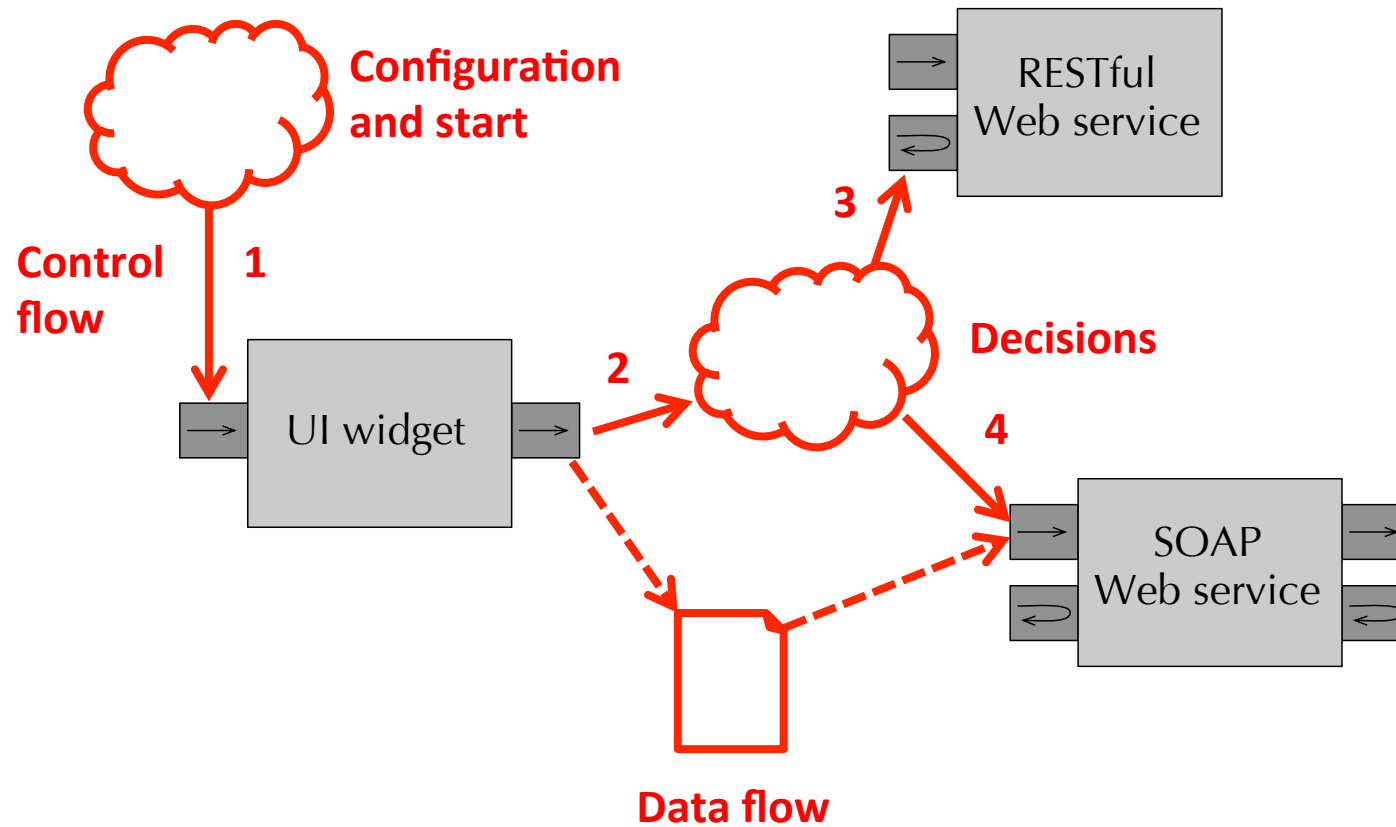 Configuration
and start
RESTful
Web service
3
Control
flow
1
Decisions
2
UI widget
4
SOAP
Web service
Data flow